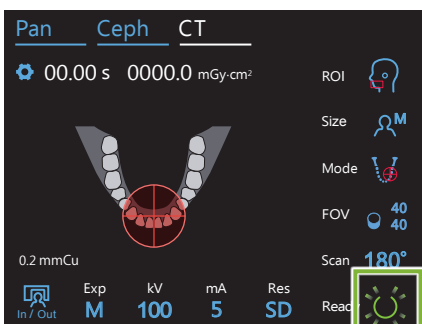 Pan Ceph CT
00.00 s 0000.0 mGy·cm²
ROI
Size M
Mode
FOV 40
40
0.2 mmCu
Scan 180°
In / Out
Exp kV mA Res
M 100 5 SD
Ready